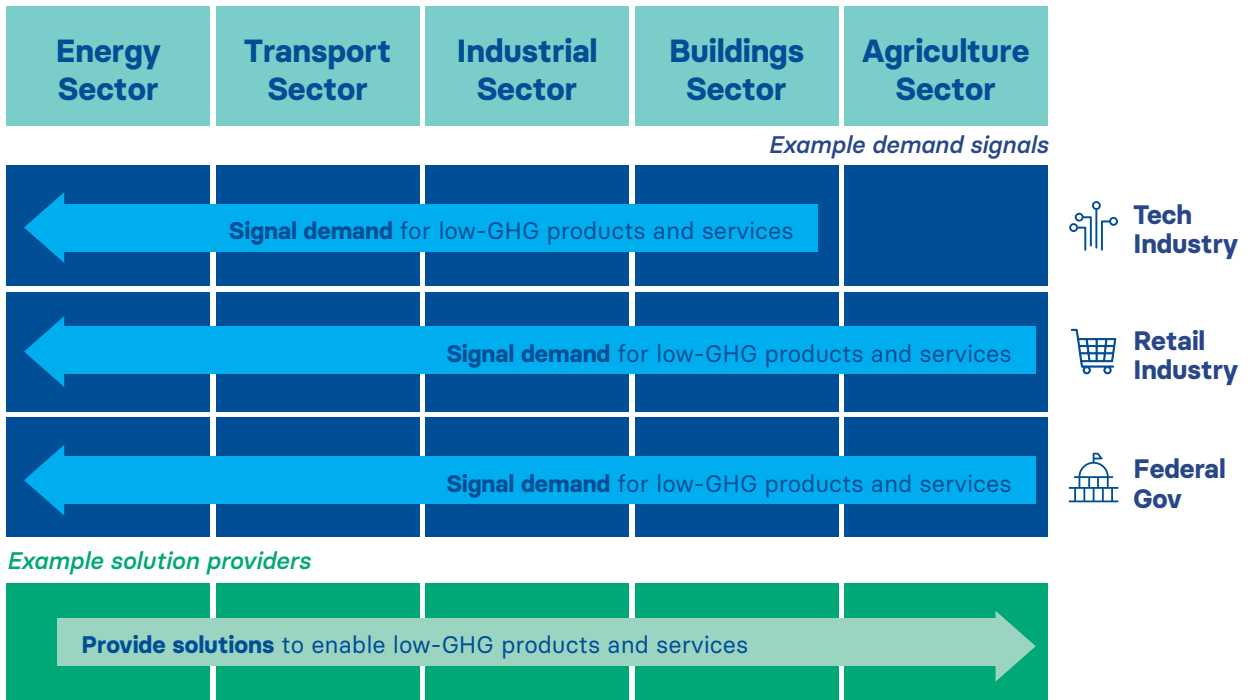 Energy
Sector
Transport
Sector
Industrial
Sector
Buildings
Sector
Agriculture
Sector
Example demand signals
Signal demand for low-GHG products and services
Tech
Industry
Signal demand for low-GHG products and services
Retail
Industry
Signal demand for low-GHG products and services
Federal
Gov
Example solution providers
Provide solutions to enable low-GHG products and services